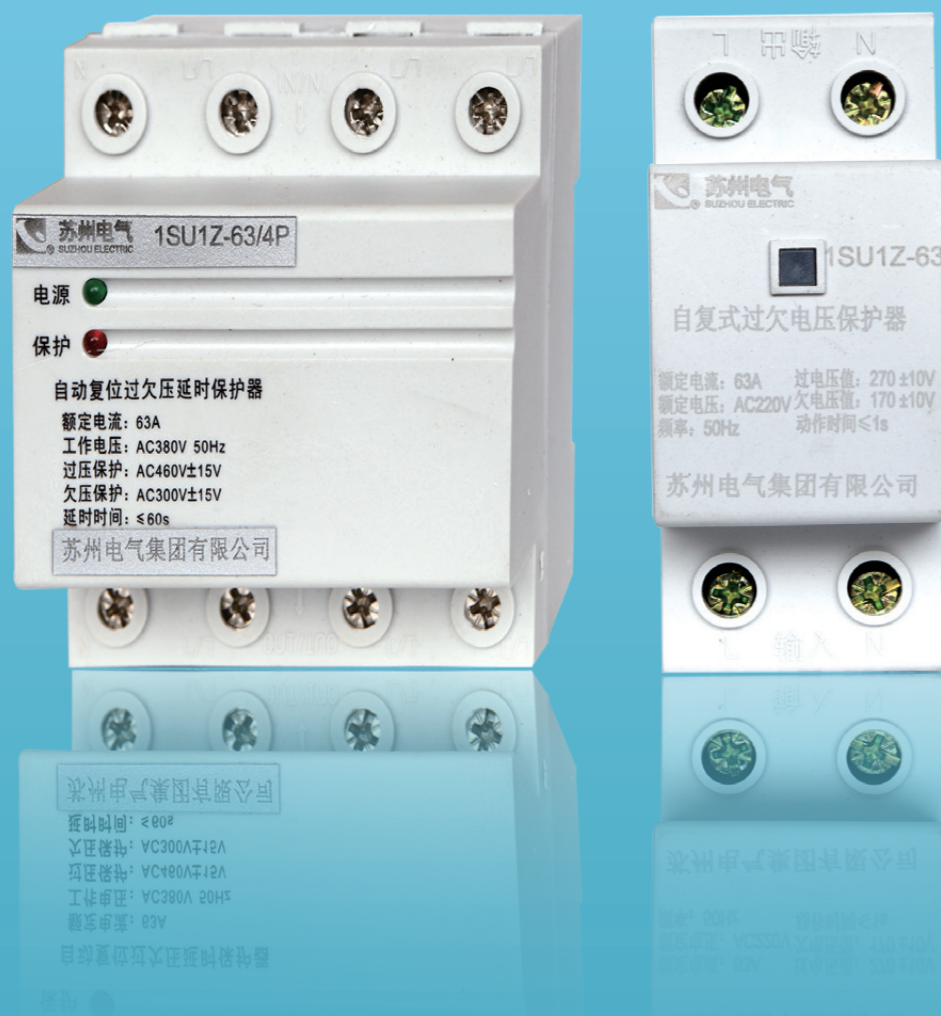 苏州电气
SUZHOU ELECTRIC
1SU1Z-63/4P
电源
保护
自动复位过欠压延时保护器
额定电流：63A
工作电压：AC380V 50Hz
过压保护：AC460V±15V
欠压保护：AC300V±15V
延时时间：≤60s
苏州电气集团有限公司
L 输出 N
苏州电气
SUZHOU ELECTRIC
1SU1Z-63
自复式过欠电压保护器
额定电流：63A 过电压值：270±10V
额定电压：AC220V 欠电压值：170±10V
频率：50Hz 动作时间≤1s
苏州电气集团有限公司
L 输入 N